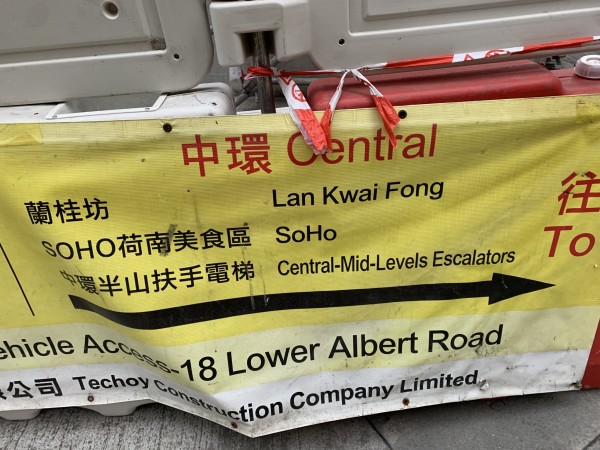 中環 Central
蘭桂坊 Lan Kwai Fong
SOHO荷南美食區 SoHo
中環半山扶手電梯 Central-Mid-Levels Escalators
往
To
Access-18 Lower Albert Road
限公司 Techoy Construction Company Limited